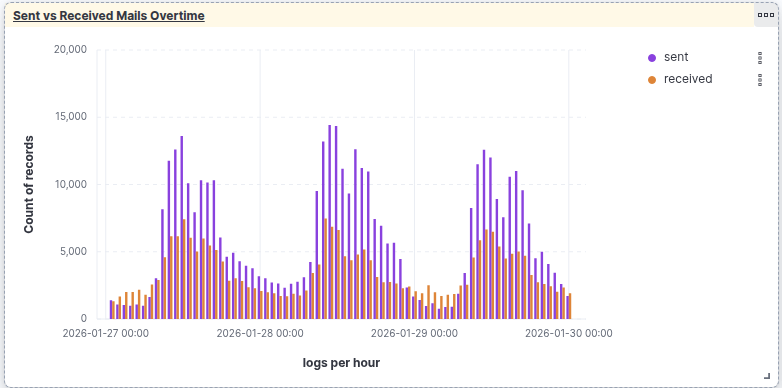 Sent vs Received Mails Overtime
20,000
15,000
10,000
5,000
0
Count of records
2026-01-27 00:00
2026-01-28 00:00
2026-01-29 00:00
2026-01-30 00:00
logs per hour
sent
received